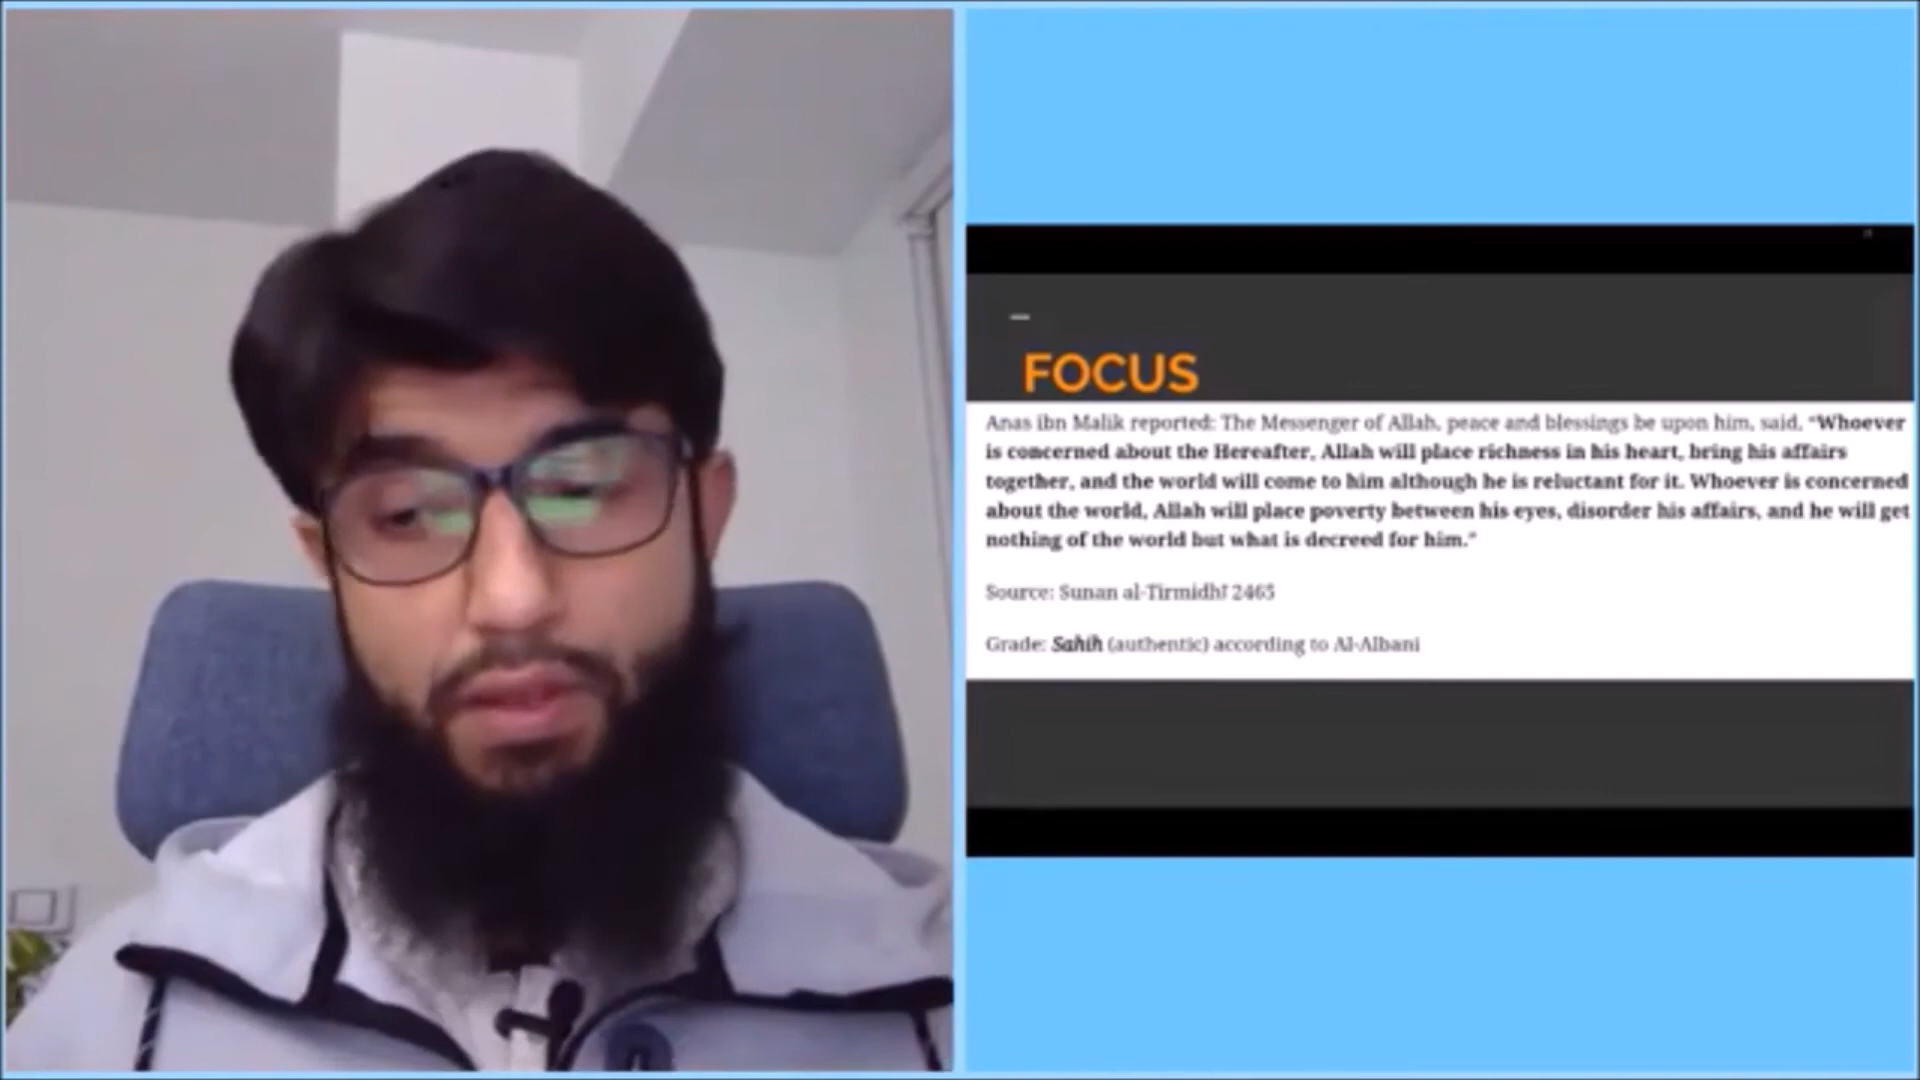 FOCUS
Anas ibn Malik reported: The Messenger of Allah, peace and blessings be upon him, said, "Whoever
is concerned about the Hereafter, Allah will place richness in his heart, bring his affairs
together, and the world will come to him although he is reluctant for it. Whoever is concerned
about the world, Allah will place poverty between his eyes, disorder his affairs, and he will get
nothing of the world but what is decreed for him."
Source: Sunan al-Tirmidhī 2465
Grade: Sahih (authentic) according to Al-Albani